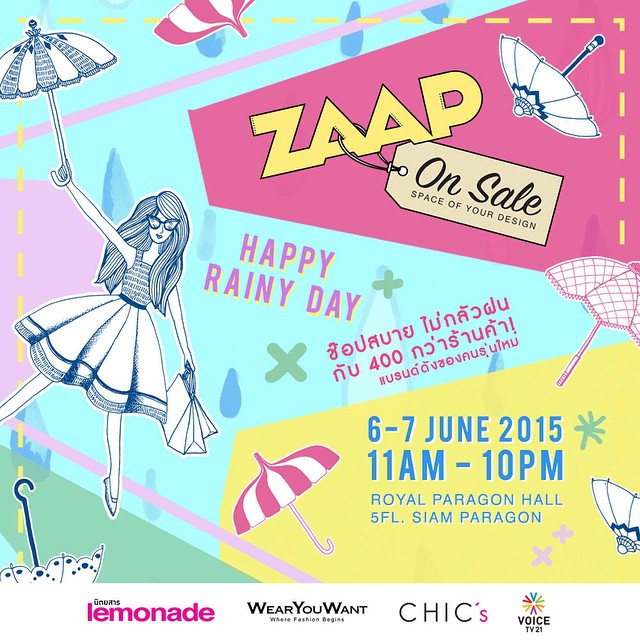 ZAAP
On Sale
SPACE OF YOUR DESIGN
HAPPY
RAINY DAY
ช๊อปสบาย ไม่กลัวฝน
กับ 400 กว่าร้านค้า!
แบรนด์ดังของคนรุ่นใหม่
6-7 JUNE 2015
11AM - 10PM
ROYAL PARAGON HALL
5FL. SIAM PARAGON
นิตยสาร
lemonade
WEARYOUWANT
Where Fashion Begins
CHIC's
VOICE
TV 21